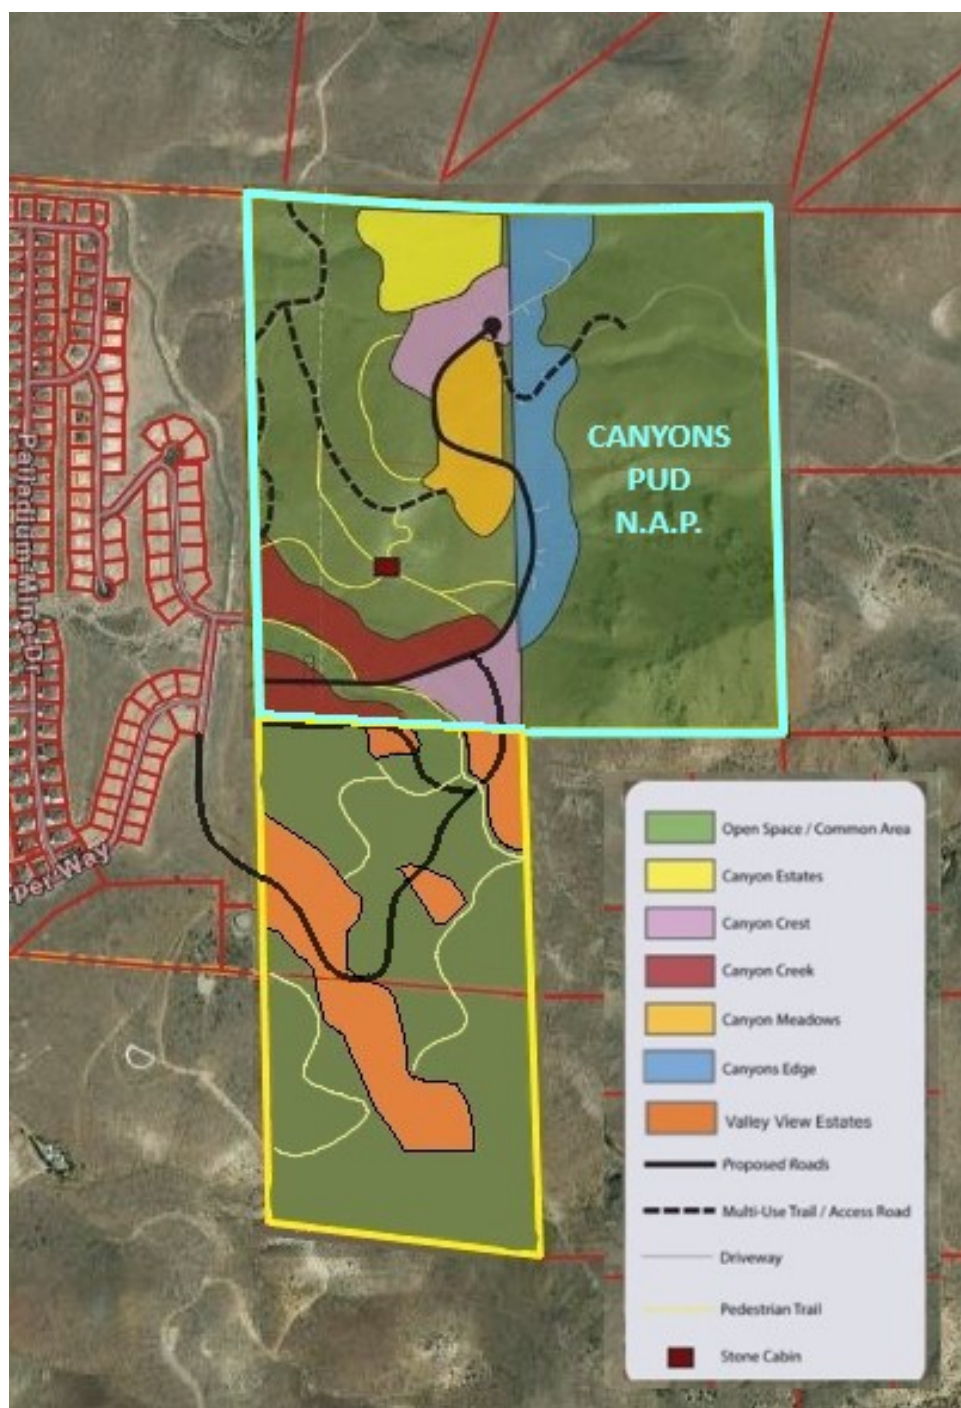 CANYONS
PUD
N.A.P.
Palladium Mine Dr
per Way
Open Space / Common Area
Canyon Estates
Canyon Crest
Canyon Creek
Canyon Meadows
Canyons Edge
Valley View Estates
Proposed Roads
Multi-Use Trail / Access Road
Driveway
Pedestrian Trail
Stone Cabin